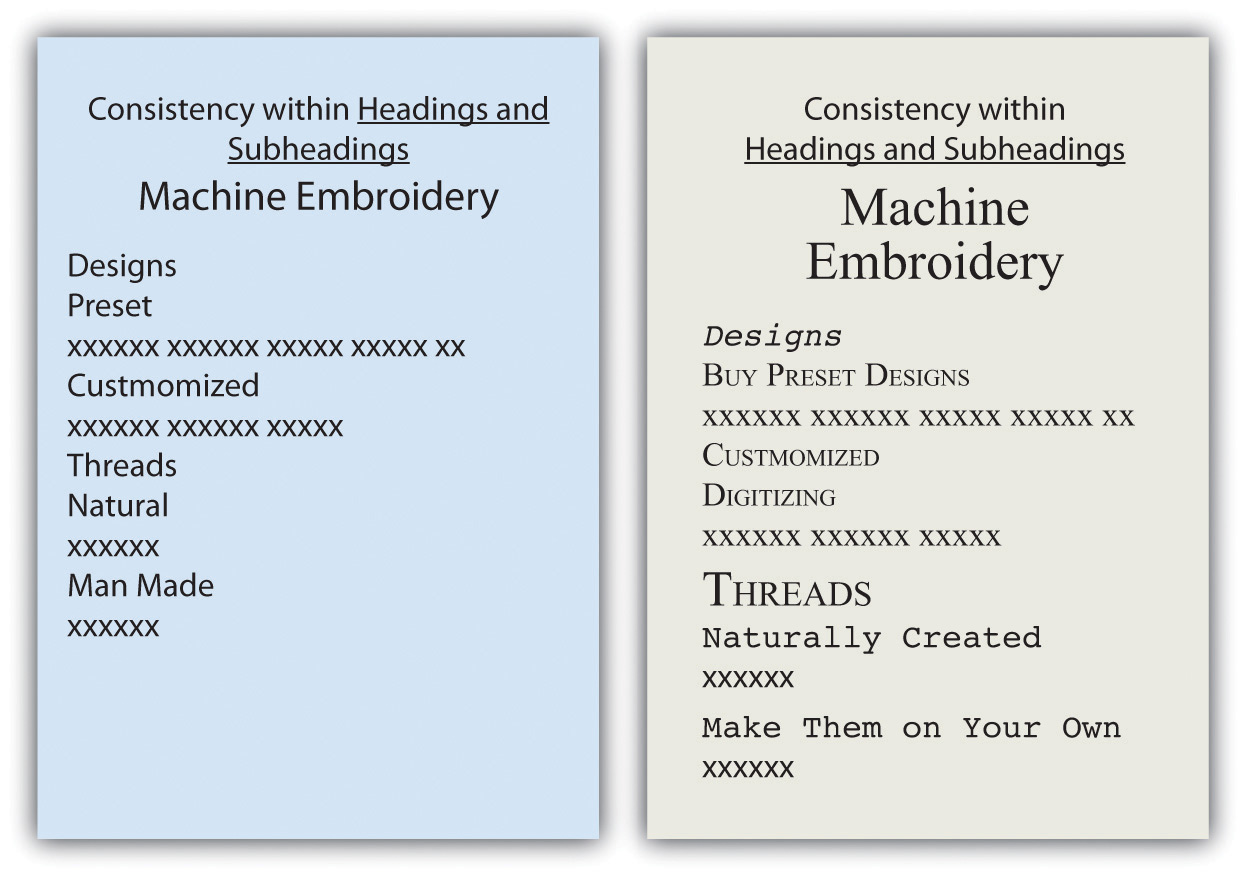 Consistency within Headings and
Subheadings
Machine Embroidery
Designs
Preset
xxxxxx xxxxxx xxxxx xxxxx xx
Custmomized
xxxxxx xxxxxx xxxxx
Threads
Natural
xxxxxx
Man Made
xxxxxx
Consistency within
Headings and Subheadings
Machine
Embroidery
Designs
Buy Preset Designs
xxxxxx xxxxxx xxxxx xxxxx xx
Custmomized
Digitizing
xxxxxx xxxxxx xxxxx
Threads
Naturally Created
xxxxxx
Make Them on Your Own
xxxxxx